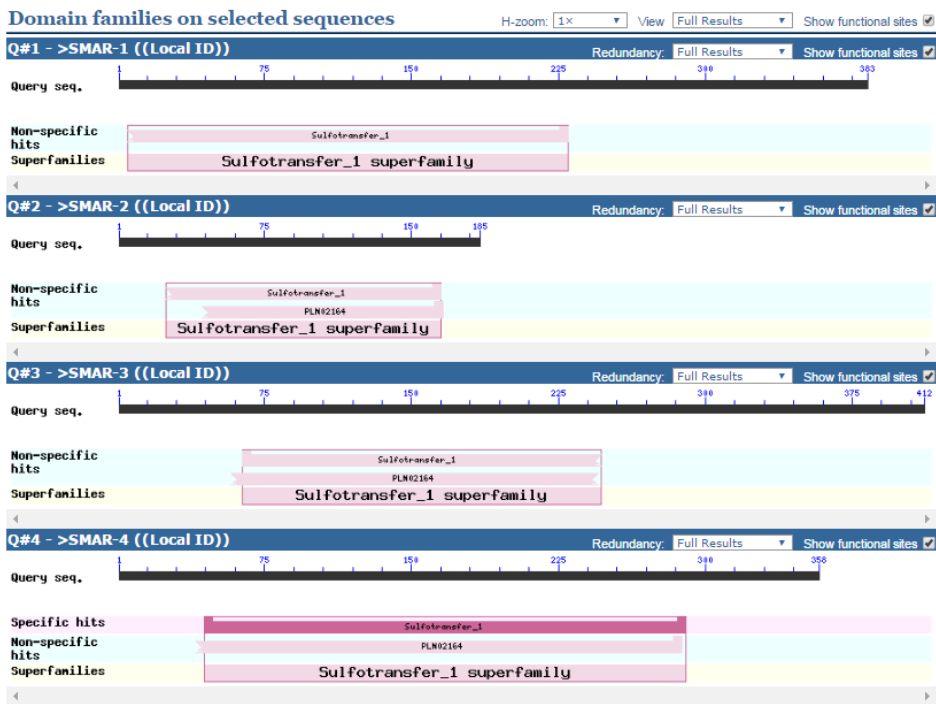 Domain families on selected sequences H-zoom: 1× View Full Results Show functional sites
Q#1 - >SMAR-1 ((Local ID)) Redundancy: Full Results Show functional sites
1 75 150 225 300 383
Query seq.
Non-specific
hits
Sulfotransfer_1
Superfamilies Sulfotransfer_1 superfamily
Q#2 - >SMAR-2 ((Local ID)) Redundancy: Full Results Show functional sites
1 75 150 185
Query seq.
Non-specific
hits
Sulfotransfer_1
PLN02164
Superfamilies Sulfotransfer_1 superfamily
Q#3 - >SMAR-3 ((Local ID)) Redundancy: Full Results Show functional sites
1 75 150 225 300 375 412
Query seq.
Non-specific
hits
Sulfotransfer_1
PLN02164
Superfamilies Sulfotransfer_1 superfamily
Q#4 - >SMAR-4 ((Local ID)) Redundancy: Full Results Show functional sites
1 75 150 225 300 358
Query seq.
Specific hits Sulfotransfer_1
Non-specific
hits
PLN02164
Superfamilies Sulfotransfer_1 superfamily